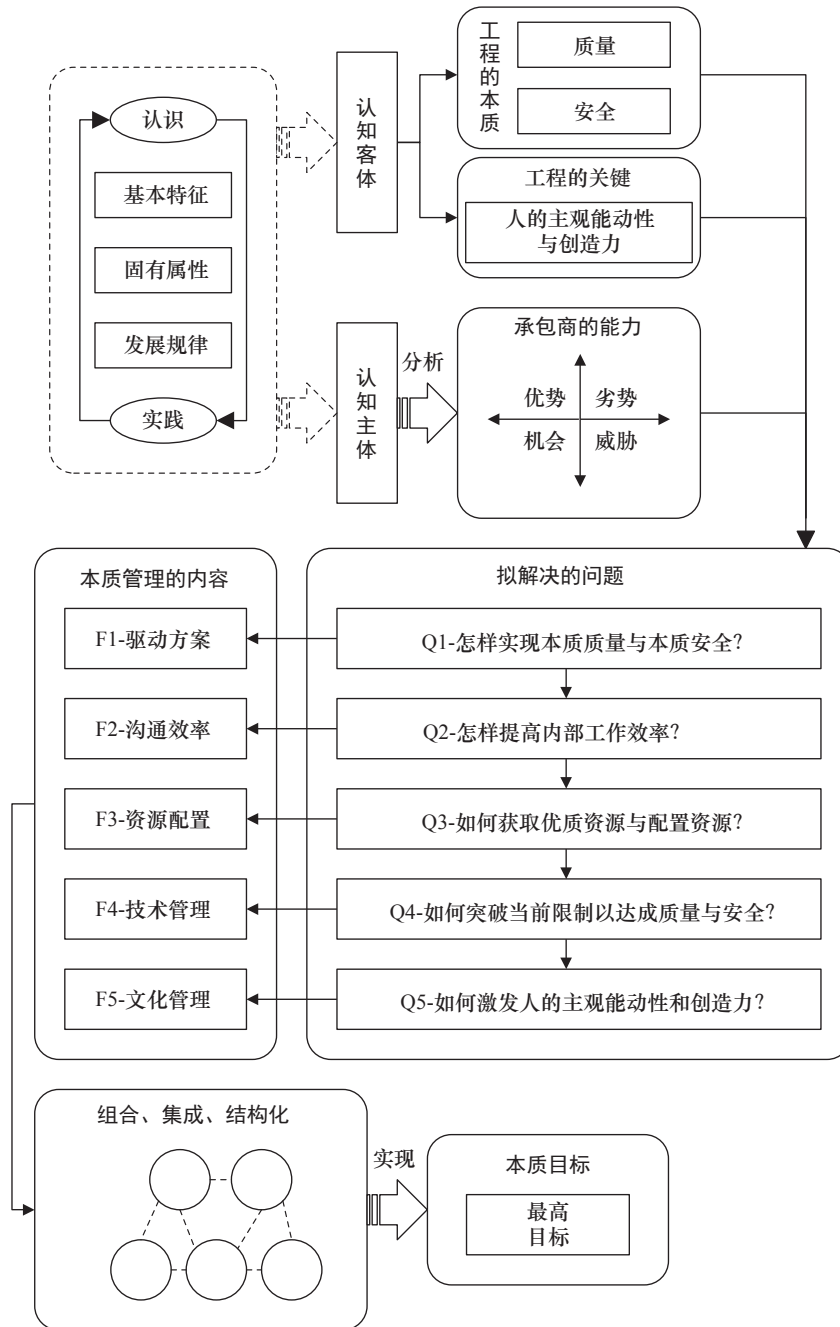 工程的本质
质量
安全
认知客体
认识
基本特征
固有属性
发展规律
实践
工程的关键
人的主观能动性
与创造力
认知主体
分析
承包商的能力
优势 劣势
机会 威胁
本质管理的内容
F1-驱动方案
F2-沟通效率
F3-资源配置
F4-技术管理
F5-文化管理
拟解决的问题
Q1-怎样实现本质质量与本质安全?
Q2-怎样提高内部工作效率?
Q3-如何获取优质资源与配置资源?
Q4-如何突破当前限制以达成质量与安全?
Q5-如何激发人的主观能动性和创造力?
组合、集成、结构化
实现
本质目标
最高
目标